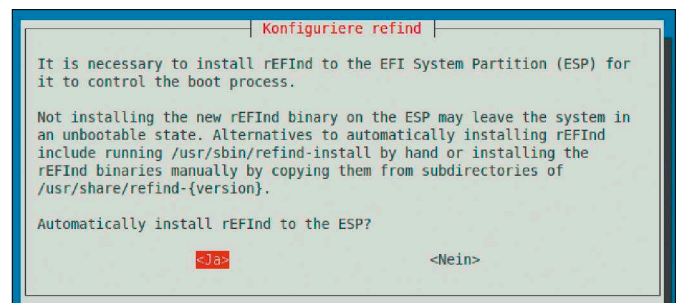 Konfiguriere refind
It is necessary to install rEFInd to the EFI System Partition (ESP) for
it to control the boot process.
Not installing the new rEFInd binary on the ESP may leave the system in
an unbootable state. Alternatives to automatically installing rEFInd
include running /usr/sbin/refind-install by hand or installing the
rEFInd binaries manually by copying them from subdirectories of
/usr/share/refind-{version}.
Automatically install rEFInd to the ESP?
<Ja> <Nein>